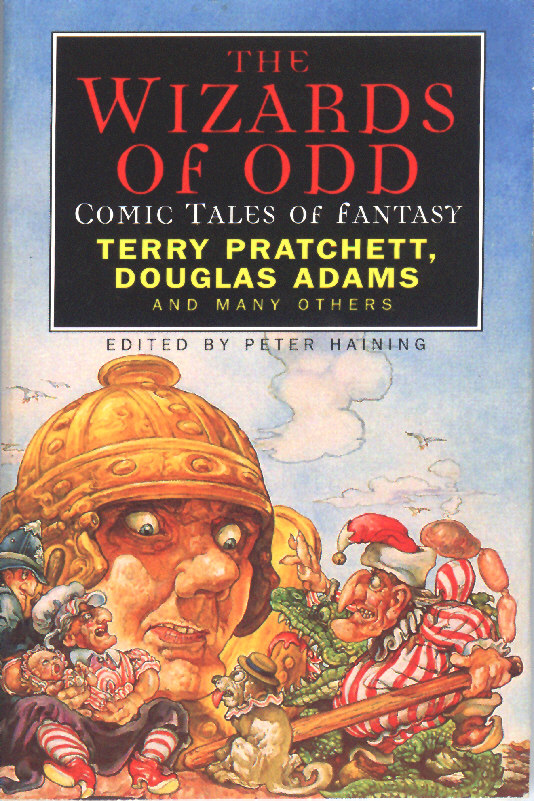 THE
WIZARDS
OF ODD
COMIC TALES OF FANTASY
TERRY PRATCHETT,
DOUGLAS ADAMS
AND MANY OTHERS
EDITED BY PETER HAINING